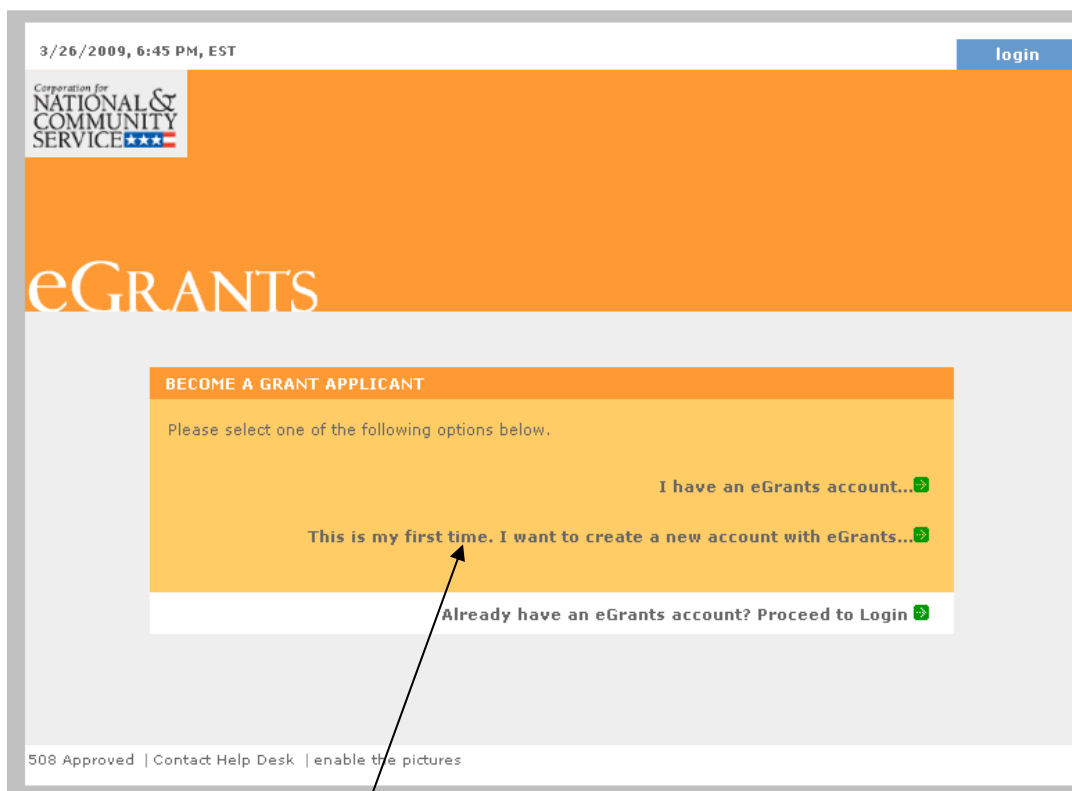 3/26/2009, 6:45 PM, EST
login
Corporation for
NATIONAL &
COMMUNITY
SERVICE
eGRANTS
BECOME A GRANT APPLICANT
Please select one of the following options below.
I have an eGrants account...
This is my first time. I want to create a new account with eGrants...
Already have an eGrants account? Proceed to Login
508 Approved | Contact Help Desk | enable the pictures